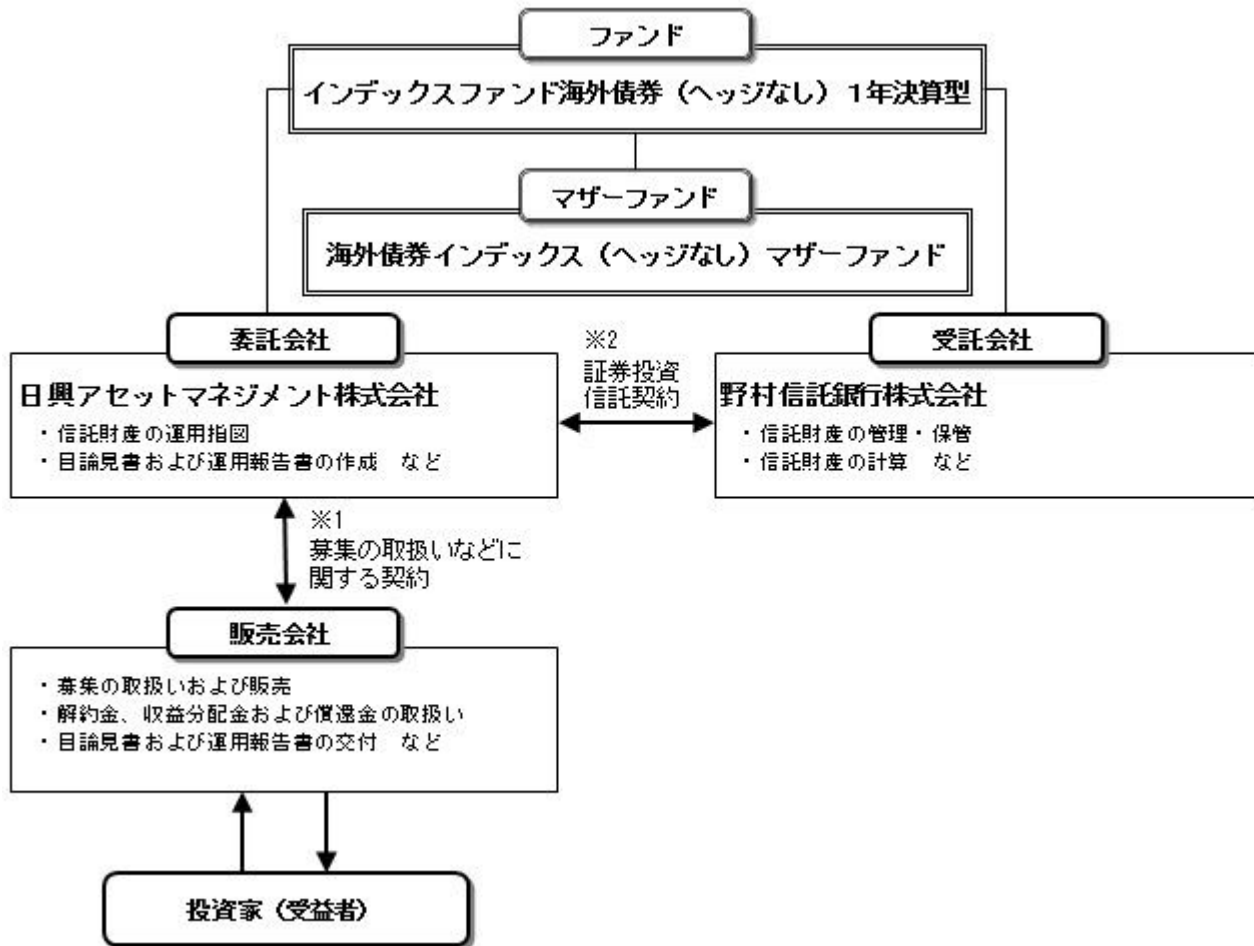 ファンド
インデックスファンド海外債券（ヘッジなし）１年決算型
マザーファンド
海外債券インデックス（ヘッジなし）マザーファンド
委託会社
日興アセットマネジメント株式会社
・信託財産の運用指図
・目論見書および運用報告書の作成　など
※2
証券投資
信託契約
受託会社
野村信託銀行株式会社
・信託財産の管理・保管
・信託財産の計算　など
※1
募集の取扱いなどに
関する契約
販売会社
・募集の取扱いおよび販売
・解約金、収益分配金および償還金の取扱い
・目論見書および運用報告書の交付　など
投資家（受益者）